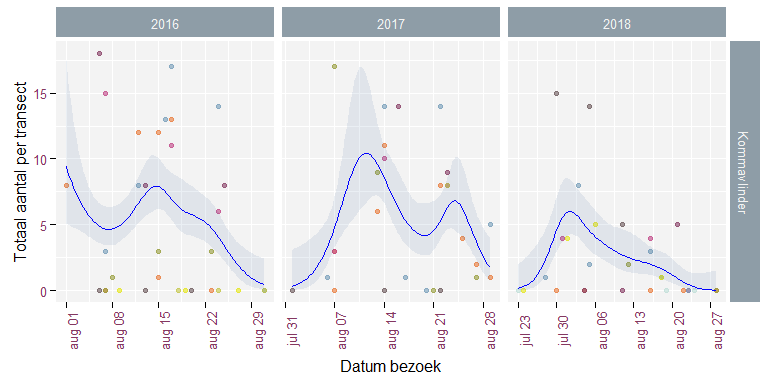 2016 2017 2018
Totaal aantal per transect
15
10
5
0
Kommavlinder
aug 01 aug 08 aug 15 aug 22 aug 29 jul 31 aug 07 aug 14 aug 21 aug 28 jul 23 jul 30 aug 06 aug 13 aug 20 aug 27
Datum bezoek